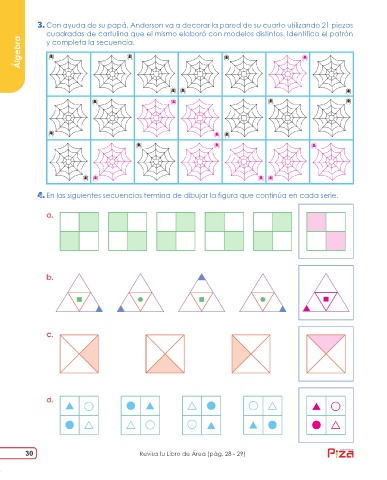 Álgebra
3. Con ayuda de su papá, Anderson va a decorar la pared de su cuarto utilizando 21 piezas
cuadradas de cartulina que el mismo elaboró con modelos distintos. Identifica el patrón
y completa la secuencia.
4. En las siguientes secuencias termina de dibujar la figura que continúa en cada serie.
a.
b.
c.
d.
30
Revisa tu Libro de Área (pág. 28 - 29)
Piza